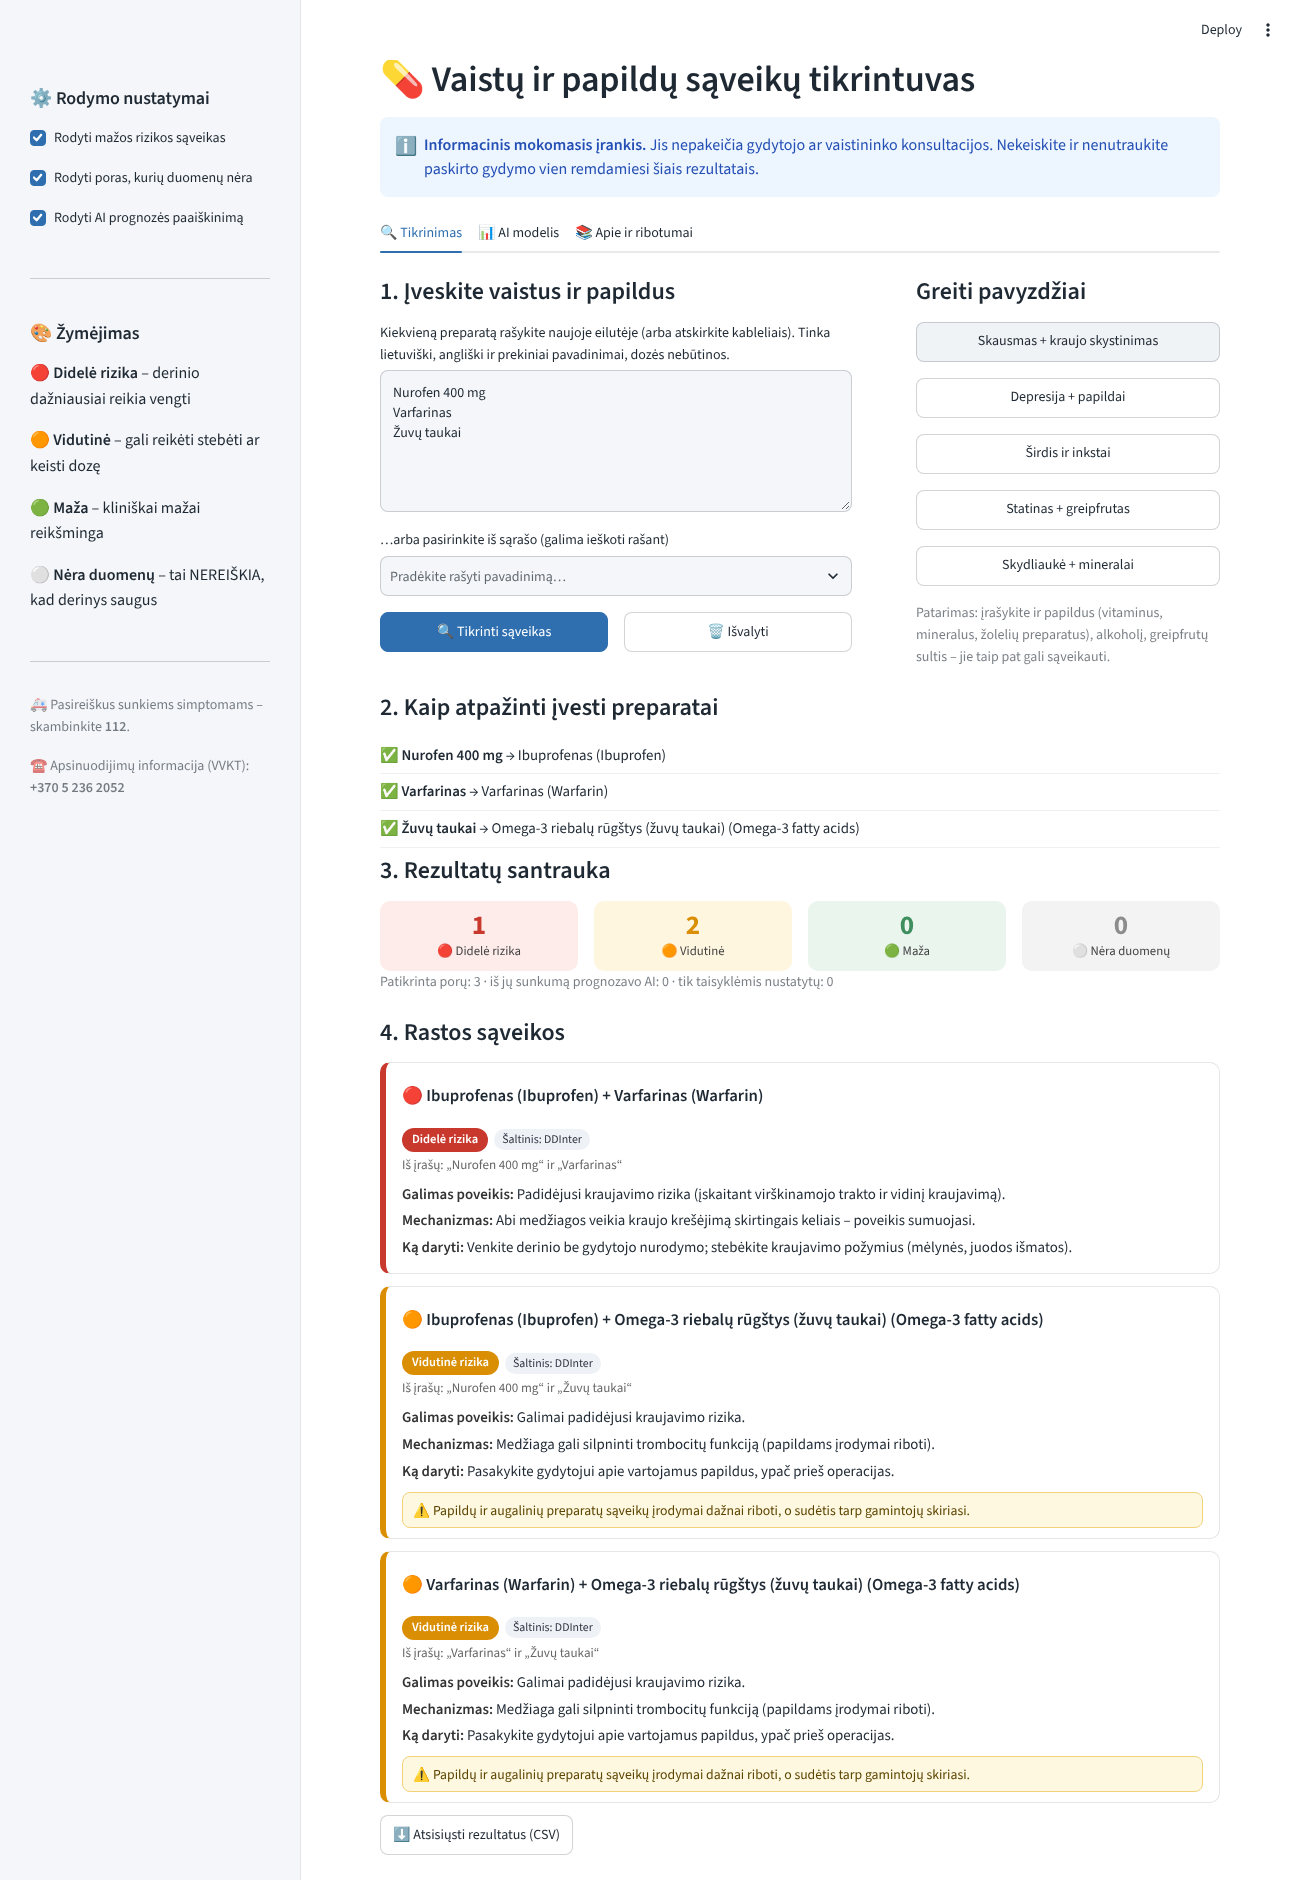 Deploy
Rodymo nustatymai
Rodyti mažos rizikos sąveikas
Rodyti poras, kurių duomenų nėra
Rodyti AI prognozės paaiškinimą
Žymėjimas
Didelė rizika – derinio
dažniausiai reikia vengti
Vidutinė – gali reikėti stebėti ar
keisti dozę
Maža – kliniškai mažai
reikšminga
Nėra duomenų – tai NEREIŠKIA,
kad derinys saugus
Pasireiškus sunkiems simptomams –
skambinkite 112.
Apsinuodijimų informacija (VVKT):
+370 5 236 2052
Vaistų ir papildų sąveikų tikrintuvas
Informacinis mokomasis įrankis. Jis nepakeičia gydytojo ar vaistininko konsultacijos. Nekeiskite ir nenutraukite
paskirto gydymo vien remdamiesi šiais rezultatais.
Tikrinimas
AI modelis
Apie ir ribotumai
1. Įveskite vaistus ir papildus
Kiekvieną preparatą rašykite naujoje eilutėje (arba atskirkite kableliais). Tinka
lietuviški, angliški ir prekiniai pavadinimai, dozės nebūtinos.
Nurofen 400 mg
Varfarinas
Žuvų taukai
…arba pasirinkite iš sąrašo (galima ieškoti rašant)
Pradėkite rašyti pavadinimą…
Tikrinti sąveikas
Išvalyti
Greiti pavyzdžiai
Skausmas + kraujo skystinimas
Depresija + papildai
Širdis ir inkstai
Statinas + greipfrutas
Skydliaukė + mineralai
Patarimas: įrašykite ir papildus (vitaminus,
mineralus, žolelių preparatus), alkoholį, greipfrutų
sultis – jie taip pat gali sąveikauti.
2. Kaip atpažinti įvesti preparatai
Nurofen 400 mg → Ibuprofenas (Ibuprofen)
Varfarinas → Varfarinas (Warfarin)
Žuvų taukai → Omega-3 riebalų rūgštys (žuvų taukai) (Omega-3 fatty acids)
3. Rezultatų santrauka
1
Didelė rizika
2
Vidutinė
0
Maža
0
Nėra duomenų
Patikrinta porų: 3 · iš jų sunkumą prognozavo AI: 0 · tik taisyklėmis nustatytų: 0
4. Rastos sąveikos
Ibuprofenas (Ibuprofen) + Varfarinas (Warfarin)
Didelė rizika
Šaltinis: DDInter
Iš įrašų: „Nurofen 400 mg“ ir „Varfarinas“
Galimas poveikis: Padidėjusi kraujavimo rizika (įskaitant virškinamojo trakto ir vidinį kraujavimą).
Mechanizmas: Abi medžiagos veikia kraujo krešėjimą skirtingais keliais – poveikis sumuojasi.
Ką daryti: Venkite derinio be gydytojo nurodymo; stebėkite kraujavimo požymius (mėlynės, juodos išmatos).
Ibuprofenas (Ibuprofen) + Omega-3 riebalų rūgštys (žuvų taukai) (Omega-3 fatty acids)
Vidutinė rizika
Šaltinis: DDInter
Iš įrašų: „Nurofen 400 mg“ ir „Žuvų taukai“
Galimas poveikis: Galimai padidėjusi kraujavimo rizika.
Mechanizmas: Medžiaga gali silpninti trombocitų funkciją (papildams įrodymai riboti).
Ką daryti: Pasakykite gydytojui apie vartojamus papildus, ypač prieš operacijas.
Papildų ir augalinių preparatų sąveikų įrodymai dažnai riboti, o sudėtis tarp gamintojų skiriasi.
Varfarinas (Warfarin) + Omega-3 riebalų rūgštys (žuvų taukai) (Omega-3 fatty acids)
Vidutinė rizika
Šaltinis: DDInter
Iš įrašų: „Varfarinas“ ir „Žuvų taukai“
Galimas poveikis: Galimai padidėjusi kraujavimo rizika.
Mechanizmas: Medžiaga gali silpninti trombocitų funkciją (papildams įrodymai riboti).
Ką daryti: Pasakykite gydytojui apie vartojamus papildus, ypač prieš operacijas.
Papildų ir augalinių preparatų sąveikų įrodymai dažnai riboti, o sudėtis tarp gamintojų skiriasi.
Atsisiųsti rezultatus (CSV)